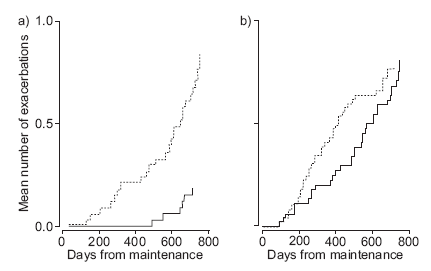 a) 1.0 b)
Mean number of exacerbations
0.5
0.0
0 200 400 600 800 0 200 400 600 800
Days from maintenance Days from maintenance